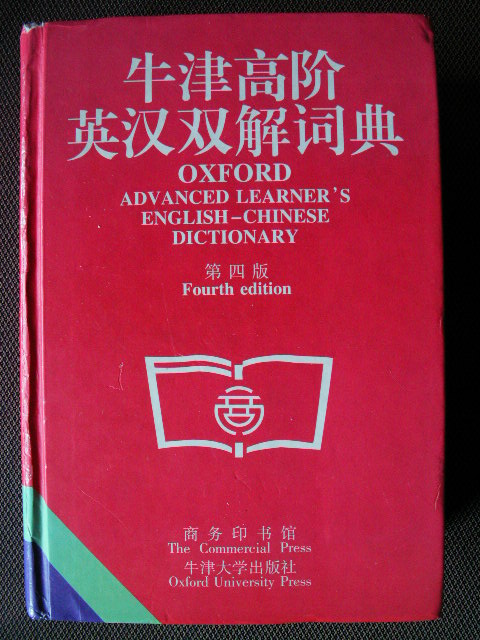 牛津高阶
英汉双解词典
OXFORD
ADVANCED LEARNER'S
ENGLISH-CHINESE
DICTIONARY
第四版
Fourth edition
商务印书馆
The Commercial Press
牛津大学出版社
Oxford University Press